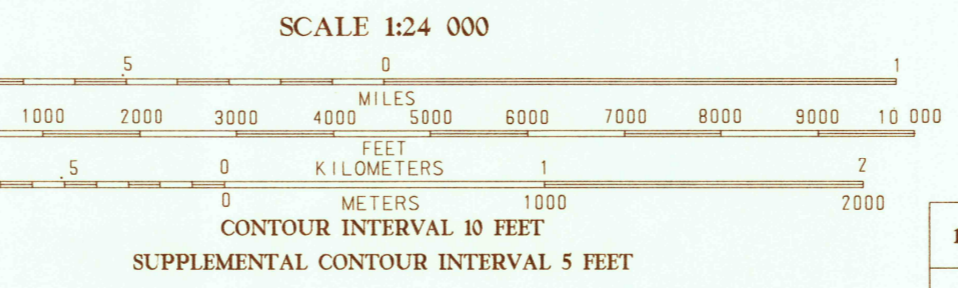 SCALE 1:24 000
.5 0 1
MILES
1000 2000 3000 4000 5000 6000 7000 8000 9000 10 000
FEET
.5 0 KILOMETERS 1 2
0 METERS 1000 2000
CONTOUR INTERVAL 10 FEET
SUPPLEMENTAL CONTOUR INTERVAL 5 FEET
1